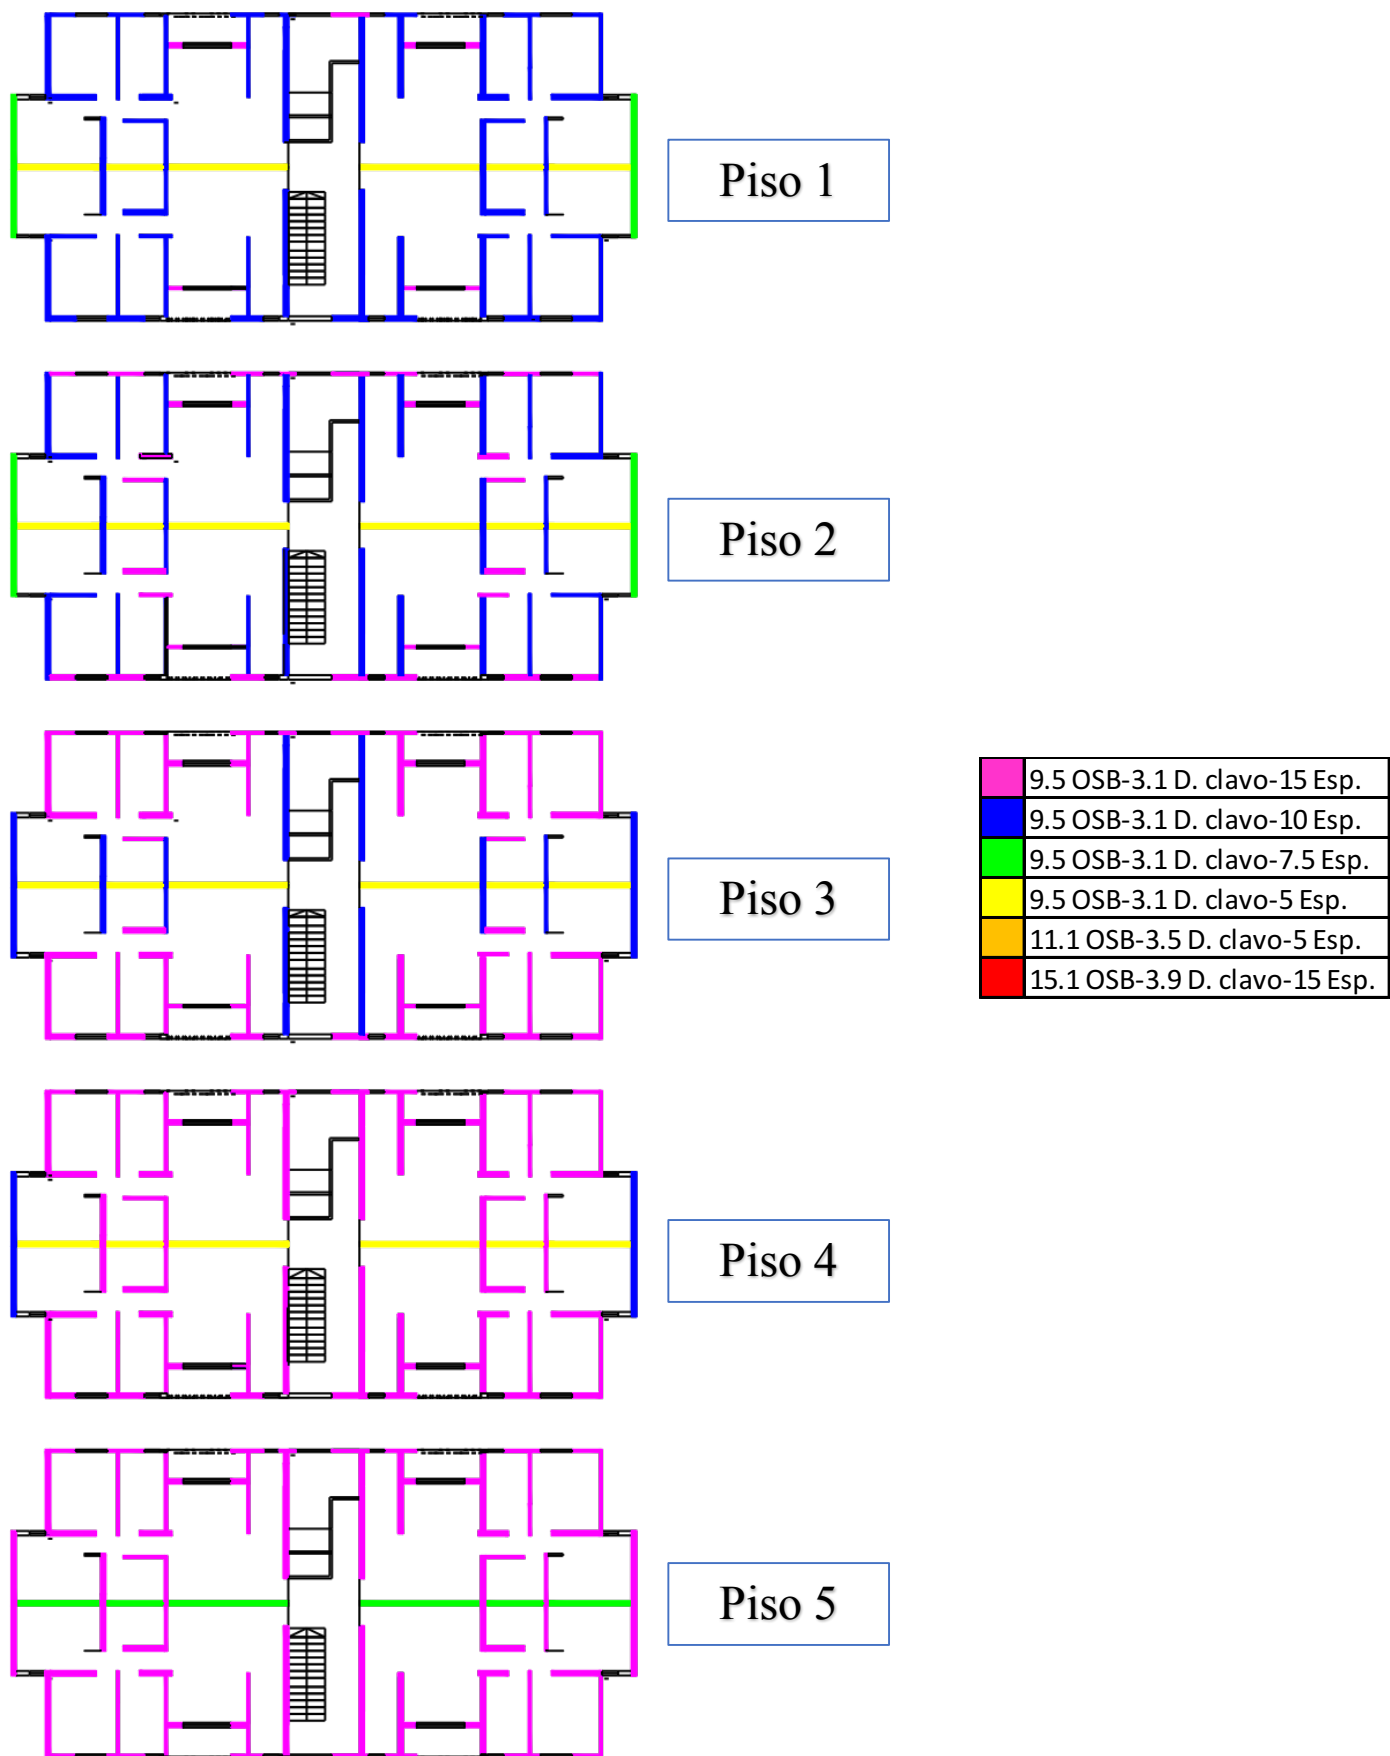 Piso 1
Piso 2
Piso 3
9.5 OSB-3.1 D. clavo-15 Esp.
9.5 OSB-3.1 D. clavo-10 Esp.
9.5 OSB-3.1 D. clavo-7.5 Esp.
9.5 OSB-3.1 D. clavo-5 Esp.
11.1 OSB-3.5 D. clavo-5 Esp.
15.1 OSB-3.9 D. clavo-15 Esp.
Piso 4
Piso 5